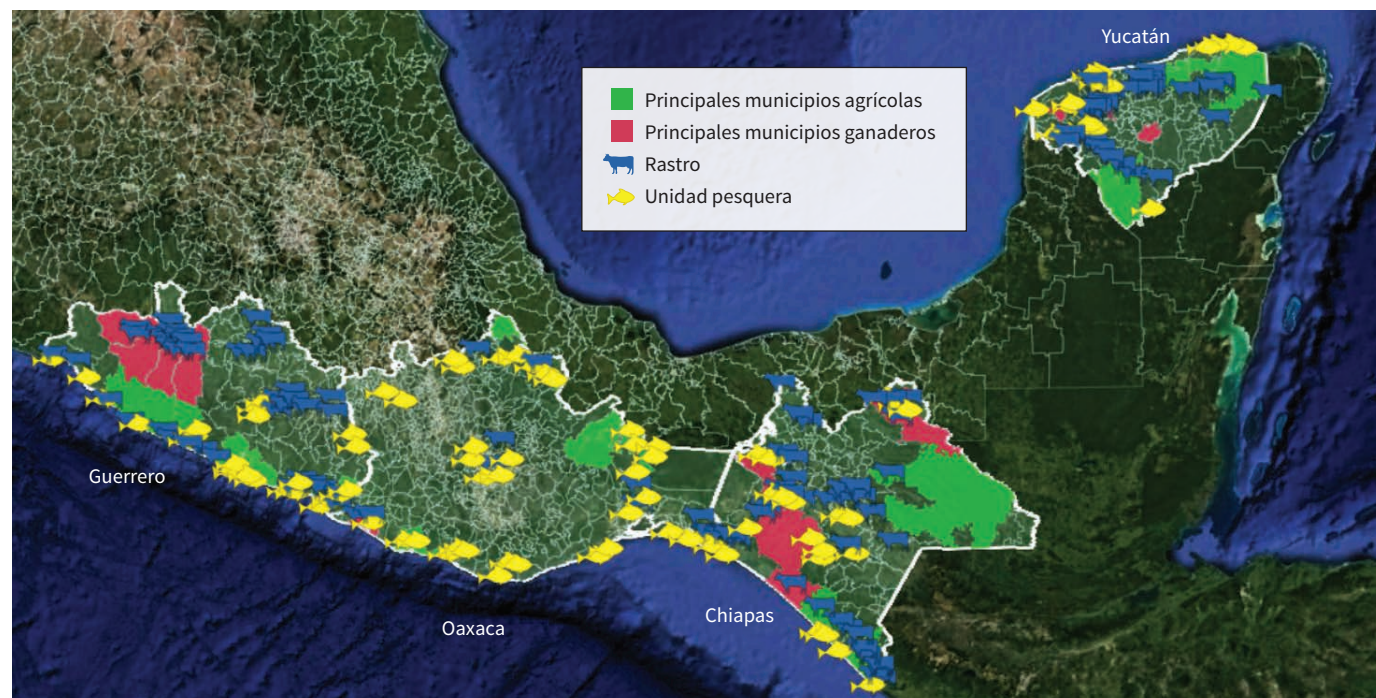 Yucatán
Principales municipios agrícolas
Principales municipios ganaderos
Rastro
Unidad pesquera
Guerrero
Oaxaca
Chiapas